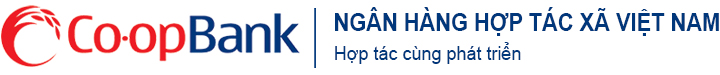 Co-opBank
NGÂN HÀNG HỢP TÁC XÃ VIỆT NAM
Hợp tác cùng phát triển